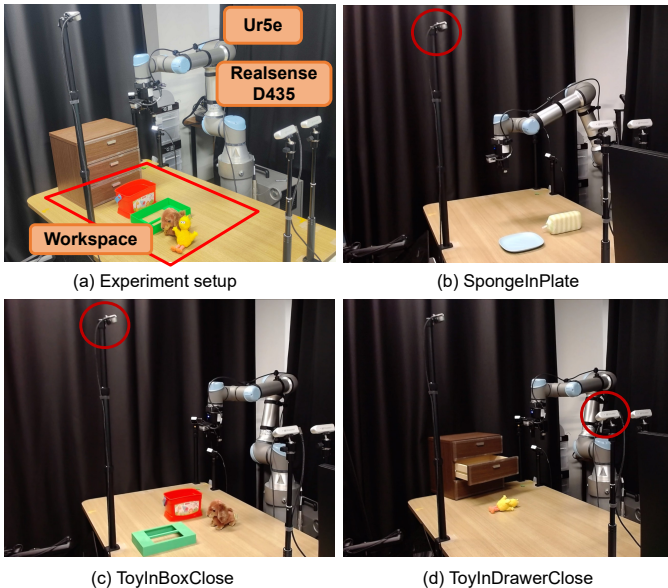 Ur5e
Realsense
D435
Workspace
(a) Experiment setup
(b) SpongeInPlate
(c) ToyInBoxClose
(d) ToyInDrawerClose